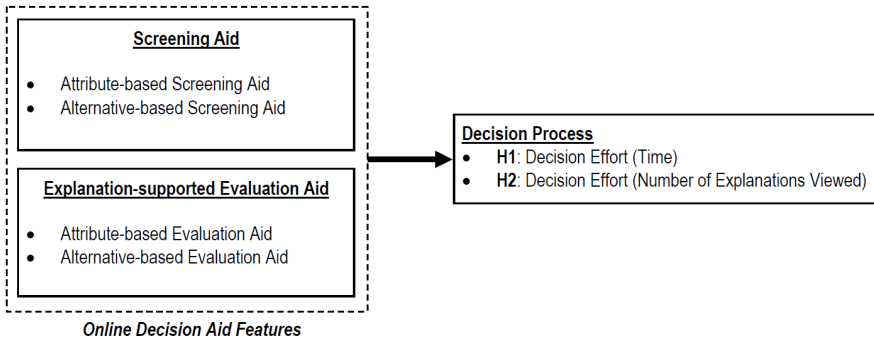 Screening Aid
• Attribute-based Screening Aid
• Alternative-based Screening Aid
Explanation-supported Evaluation Aid
• Attribute-based Evaluation Aid
• Alternative-based Evaluation Aid
Online Decision Aid Features
Decision Process
• H1: Decision Effort (Time)
• H2: Decision Effort (Number of Explanations Viewed)